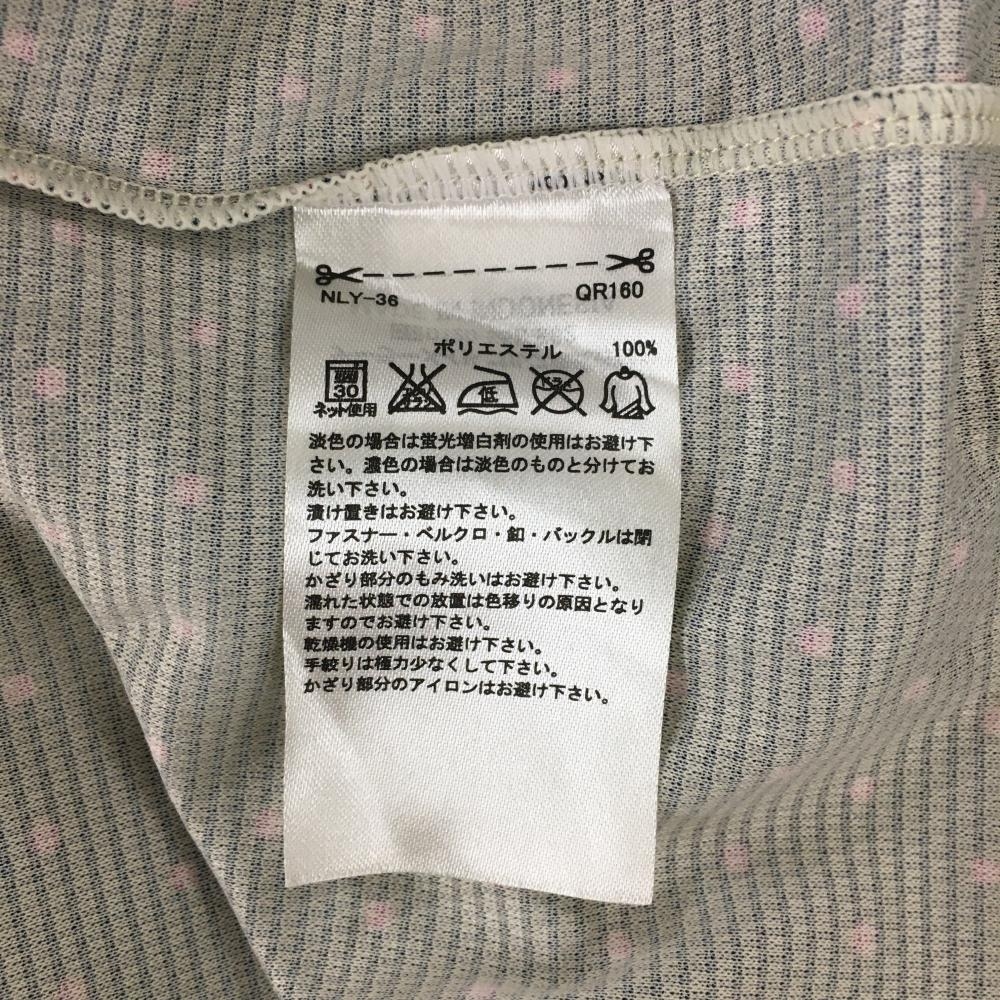 NLY-36 QR160
ポリエステル 100%
30 低
ネット使用
淡色の場合は蛍光増白剤の使用はお避け下
さい。濃色の場合は淡色のものと分けてお
洗い下さい。
漬け置きはお避け下さい。
ファスナー・ベルクロ・釦・バックルは閉
じてお洗い下さい。
かざり部分のもみ洗いはお避け下さい。
濡れた状態での放置は色移りの原因となり
ますのでお避け下さい。
乾燥機の使用はお避け下さい。
手絞りは極力少なくして下さい。
かざり部分のアイロンはお避け下さい。